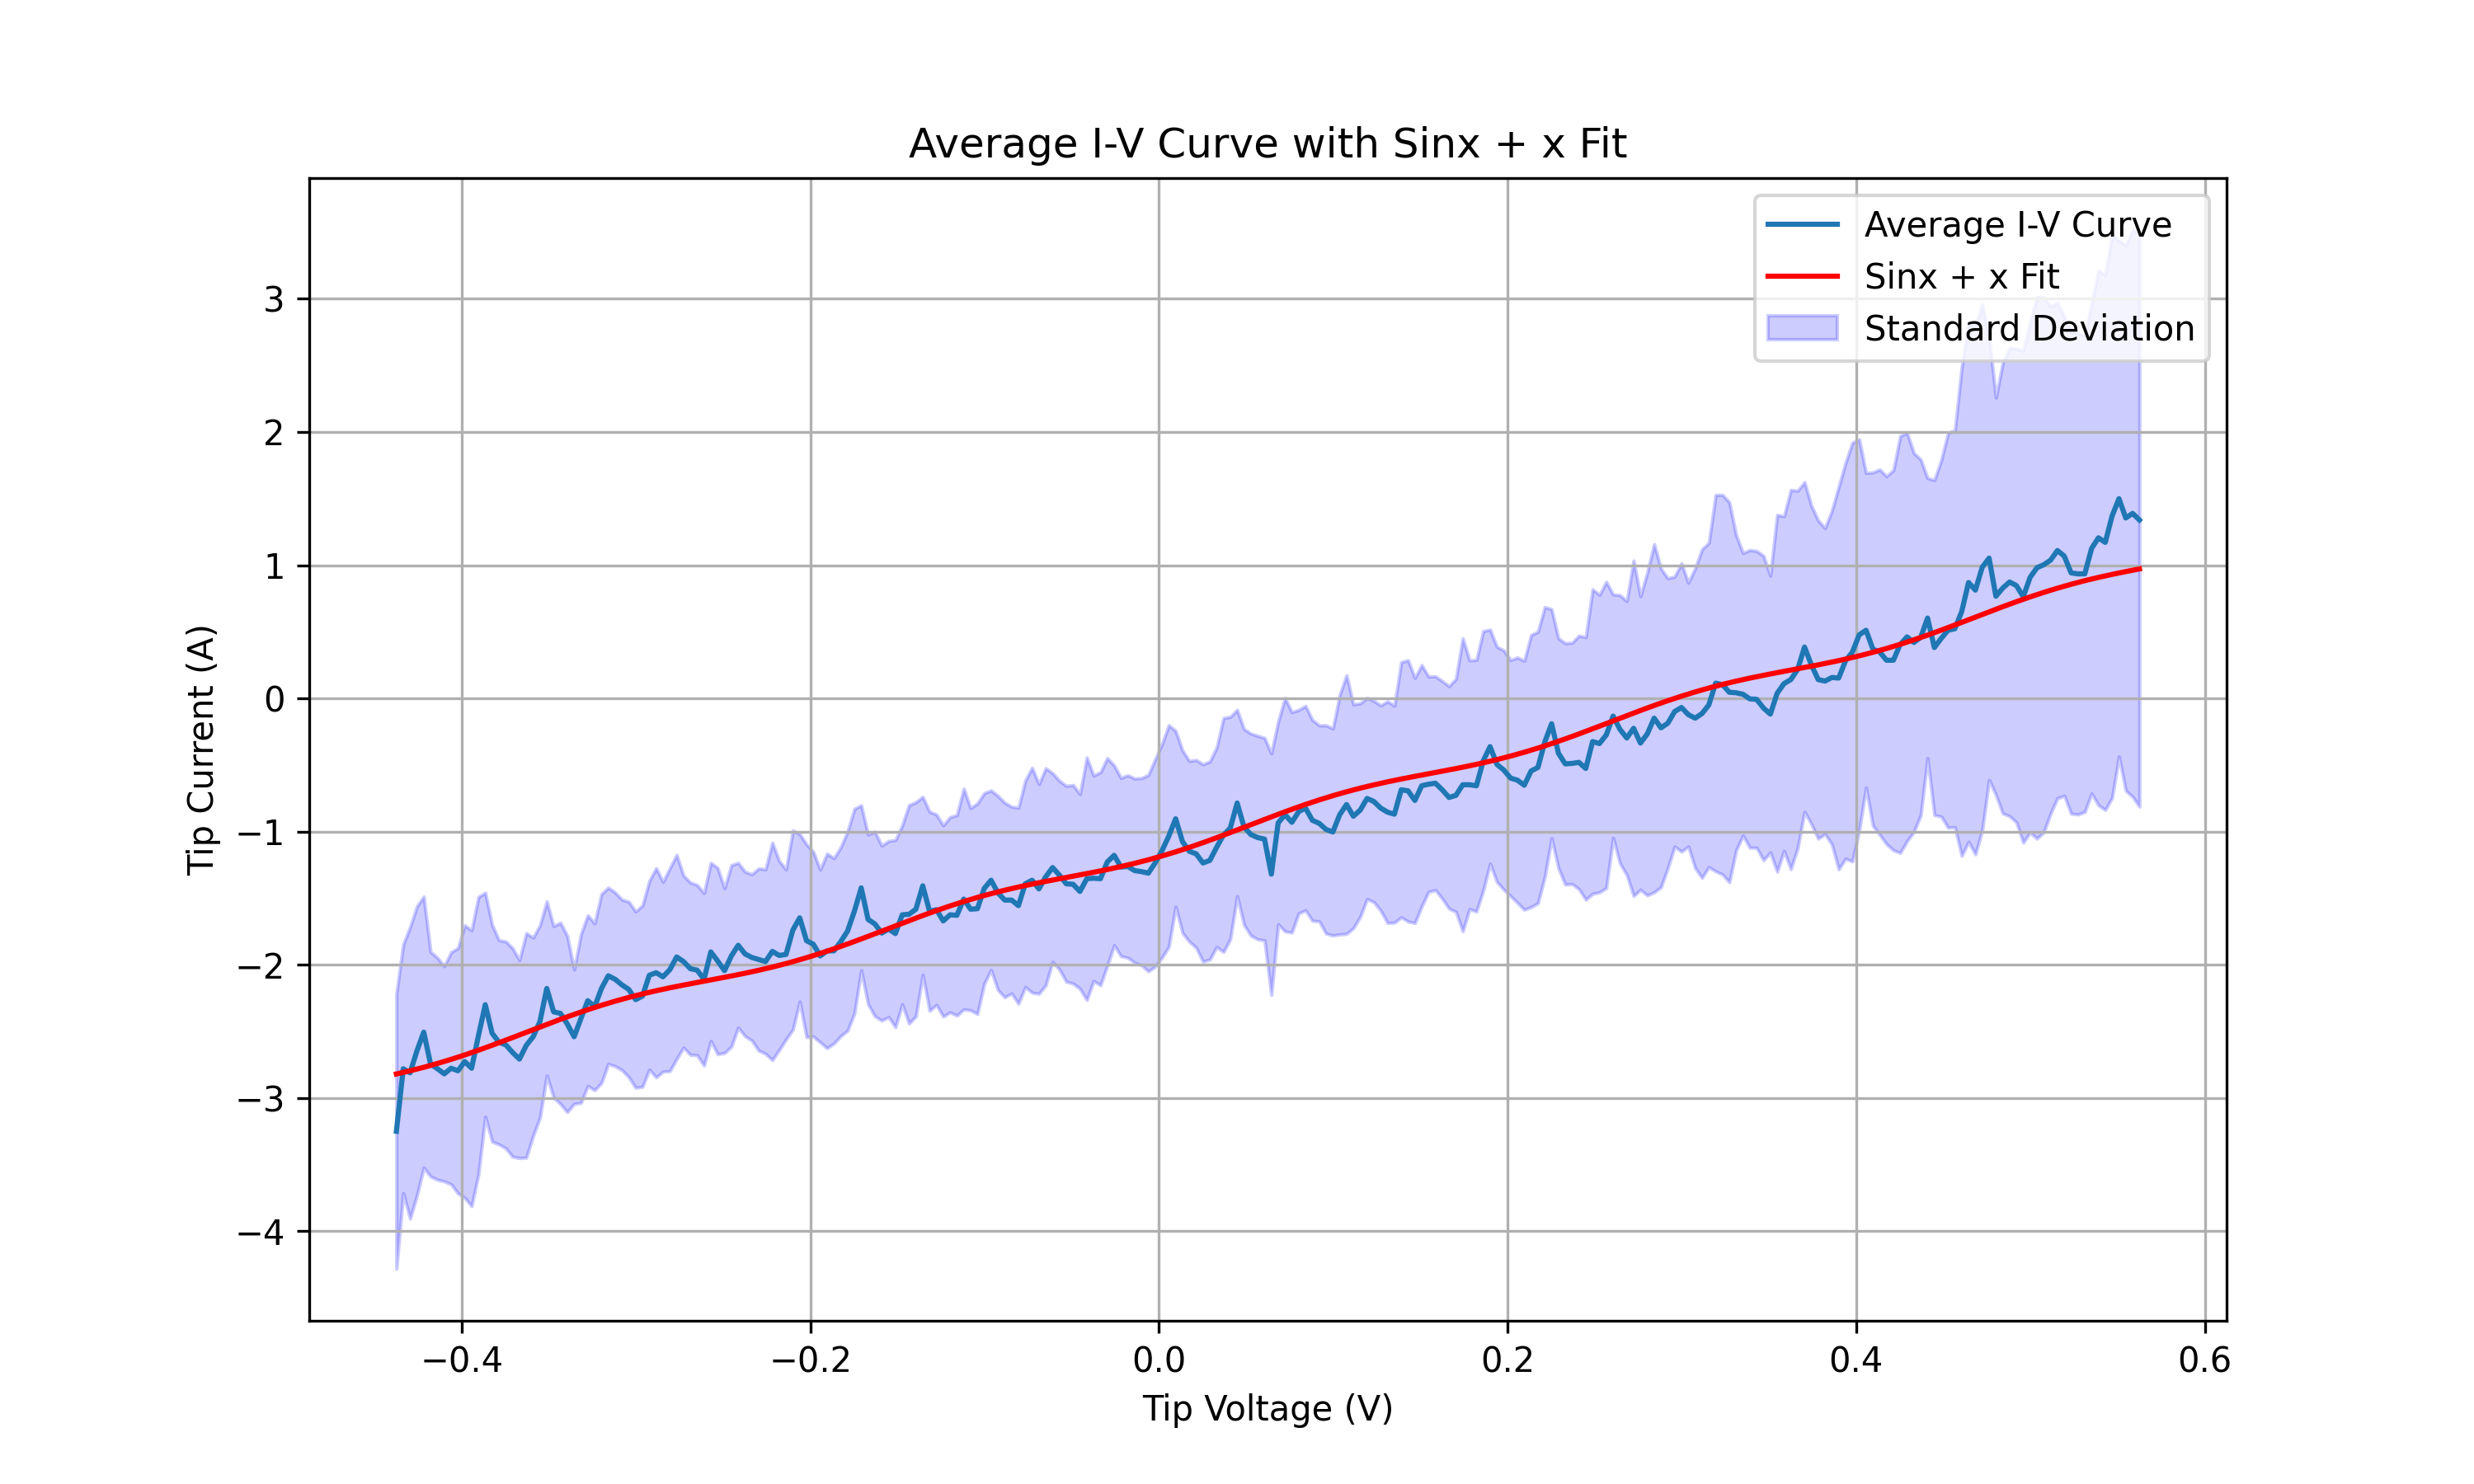 Average I-V Curve with Sinx + x Fit
Average I-V Curve
Sinx + x Fit
Standard Deviation
Tip Current (A)
3
2
1
0
−1
−2
−3
−4
−0.4
−0.2
0.0
0.2
0.4
0.6
Tip Voltage (V)